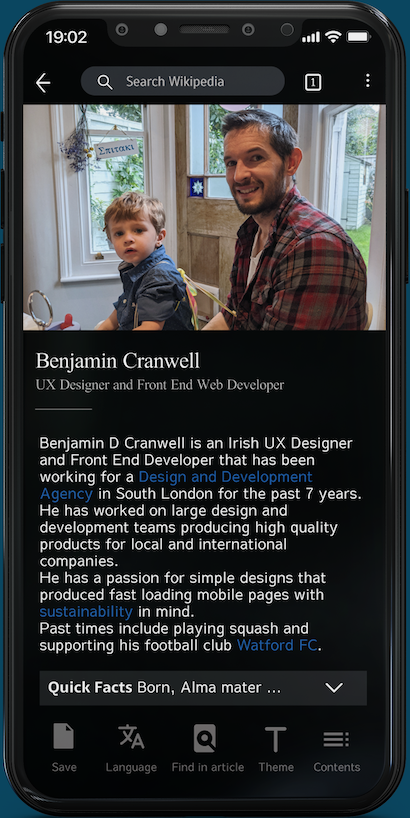 19:02
Search Wikipedia
1
Σπιτακι
Benjamin Cranwell
UX Designer and Front End Web Developer
Benjamin D Cranwell is an Irish UX Designer
and Front End Developer that has been
working for a Design and Development
Agency in South London for the past 7 years.
He has worked on large design and
development teams producing high quality
products for local and international
companies.
He has a passion for simple designs that
produced fast loading mobile pages with
sustainability in mind.
Past times include playing squash and
supporting his football club Watford FC.
Quick Facts Born, Alma mater ...
Save
Language
Find in article
Theme
Contents